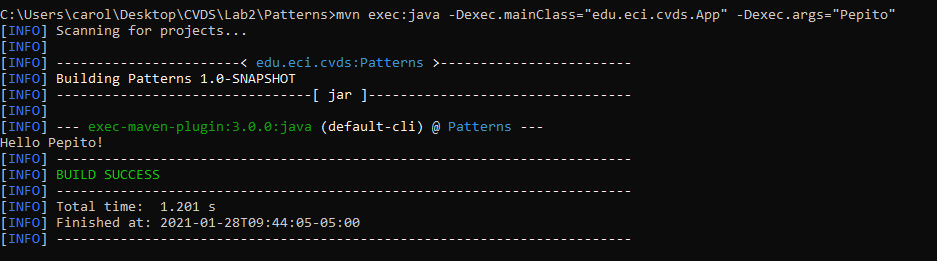 C:\Users\carol\Desktop\CVDS\Lab2\Patterns>mvn exec:java -Dexec.mainClass="edu.eci.cvds.App" -Dexec.args="Pepito"
[INFO] Scanning for projects...
[INFO]
[INFO] -----------------------< edu.eci.cvds:Patterns >------------------------
[INFO] Building Patterns 1.0-SNAPSHOT
[INFO] --------------------------------[ jar ]---------------------------------
[INFO]
[INFO] --- exec-maven-plugin:3.0.0:java (default-cli) @ Patterns ---
Hello Pepito!
[INFO] ------------------------------------------------------------------------
[INFO] BUILD SUCCESS
[INFO] ------------------------------------------------------------------------
[INFO] Total time:  1.201 s
[INFO] Finished at: 2021-01-28T09:44:05-05:00
[INFO] ------------------------------------------------------------------------